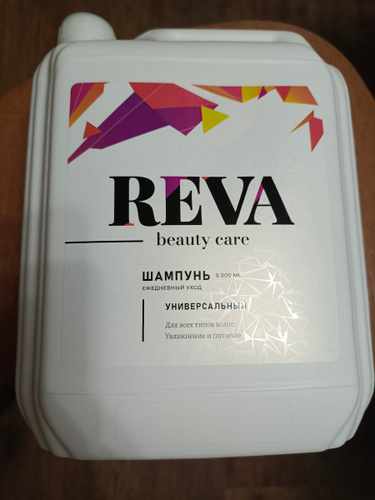 REVA
beauty care
ШАМПУНЬ 5 000 ML
ЕЖЕДНЕВНЫЙ УХОД
УНИВЕРСАЛЬНЫЙ
Для всех типов волос
Увлажнение и питание